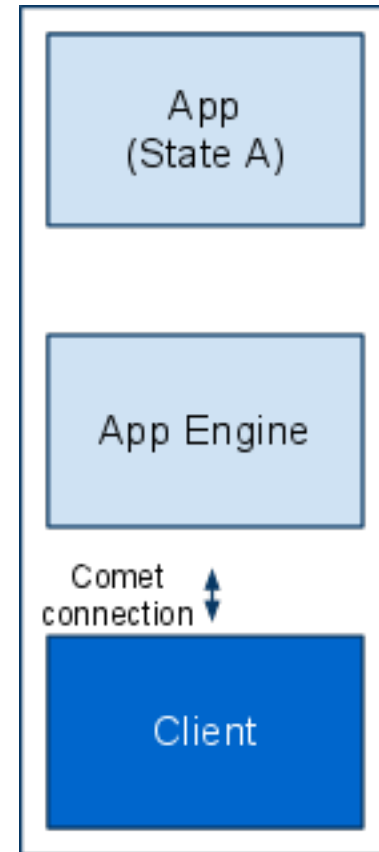 App
(State A)
App Engine
Comet
connection
Client